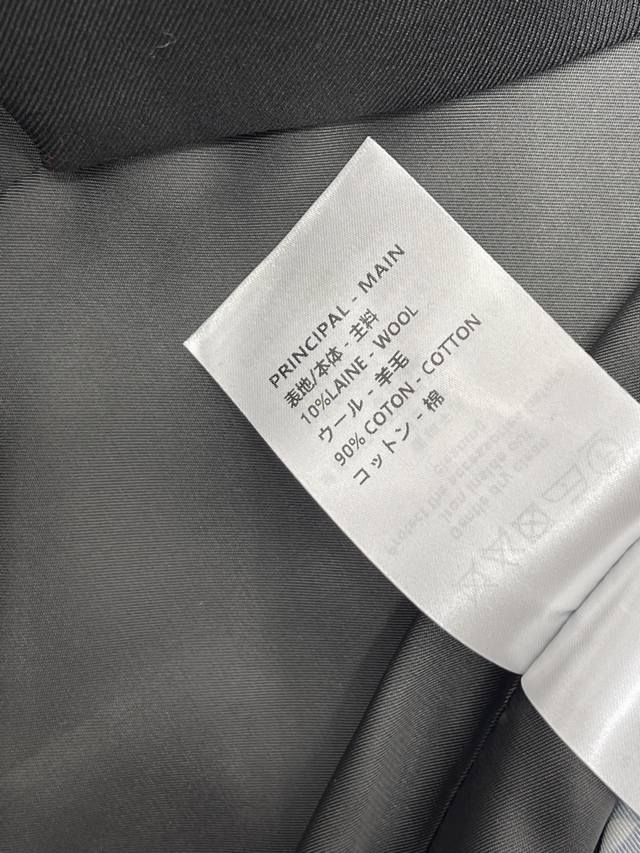 PRINCIPAL - MAIN
表地/本体 - 主料
10%LAINE - WOOL
ウール - 羊毛
90% COTON - COTTON
コットン - 棉